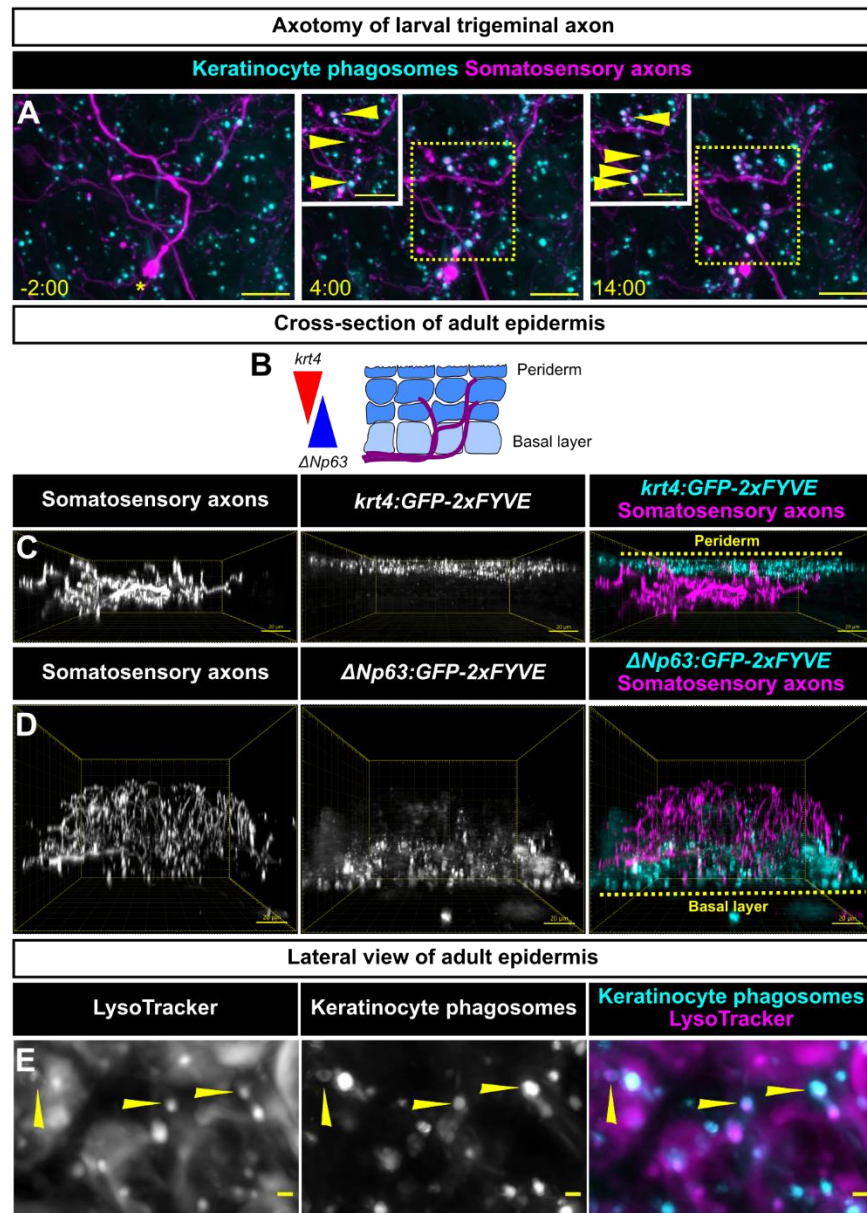 Axotomy of larval trigeminal axon
Keratinocyte phagosomes Somatosensory axons
A
-2:00
*
4:00
14:00
Cross-section of adult epidermis
B
krt4
ΔNp63
Periderm
Basal layer
Somatosensory axons
krt4:GFP-2xFYVE
krt4:GFP-2xFYVE
Somatosensory axons
C
Periderm
20 µm
20 µm
20 µm
Somatosensory axons
ΔNp63:GFP-2xFYVE
ΔNp63:GFP-2xFYVE
Somatosensory axons
D
Basal layer
20 µm
20 µm
20 µm
Lateral view of adult epidermis
LysoTracker
Keratinocyte phagosomes
Keratinocyte phagosomes
LysoTracker
E